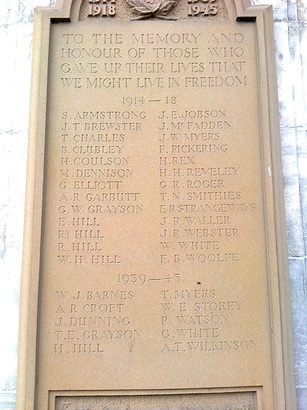 1918 1945
TO THE MEMORY AND
HONOUR OF THOSE WHO
GAVE UP THEIR LIVES THAT
WE MIGHT LIVE IN FREEDOM
1914 — 18
S. ARMSTRONG J. E. JOBSON
J. T. BREWSTER J. McFADDEN
T. CHARLES J. W. MYERS
R. CLUBLEY F. PICKERING
H. COULSON H. REX
M. DENNISON H. H. REVELEY
G. ELLIOTT G. R. ROGER
A. R. GARBUTT T. N. SMITHIES
G. W. GRAYSON E. R. STRANGEWAYS
E. HILL J. P. WALLER
Rd HILL J. R. WEBSTER
R. HILL W. WHITE
W. H. HILL F. B. WOOLFE
1939 — 45
W. J. BARNES T. MYERS
A. R. CROFT W. E. STOREY
J. DUNNING P. WATSON
T. E. GRAYSON G. WHITE
H. HILL A. T. WILKINSON